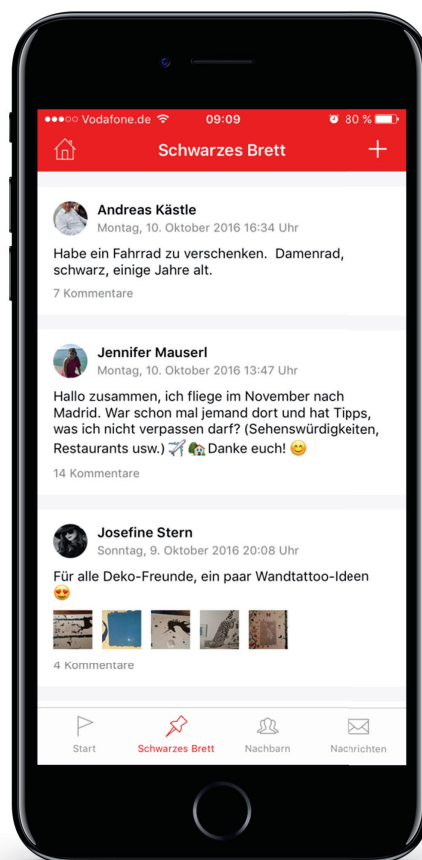 Vodafone.de 09:09 80 %
Schwarzes Brett
Andreas Kästle
Montag, 10. Oktober 2016 16:34 Uhr
Habe ein Fahrrad zu verschenken.  Damenrad,
schwarz, einige Jahre alt.
7 Kommentare
Jennifer Mauserl
Montag, 10. Oktober 2016 13:47 Uhr
Hallo zusammen, ich fliege im November nach
Madrid. War schon mal jemand dort und hat Tipps,
was ich nicht verpassen darf? (Sehenswürdigkeiten,
Restaurants usw.) ✈️ 🏡 Danke euch! 😊
14 Kommentare
Josefine Stern
Sonntag, 9. Oktober 2016 20:08 Uhr
Für alle Deko-Freunde, ein paar Wandtattoo-Ideen
😍
4 Kommentare
Start Schwarzes Brett Nachbarn Nachrichten